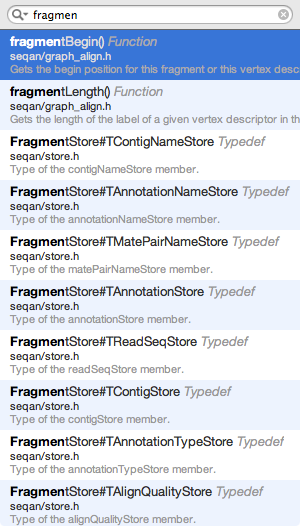 fragmen
fragmentBegin() Function
seqan/graph_align.h
Gets the begin position for this fragment or this vertex desc
fragmentLength() Function
seqan/graph_align.h
Gets the length of the label of a given vertex descriptor in th
FragmentStore#TContigNameStore Typedef
seqan/store.h
Type of the contigNameStore member.
FragmentStore#TAnnotationNameStore Typedef
seqan/store.h
Type of the annotationNameStore member.
FragmentStore#TMatePairNameStore Typedef
seqan/store.h
Type of the matePairNameStore member.
FragmentStore#TAnnotationStore Typedef
seqan/store.h
Type of the annotationStore member.
FragmentStore#TReadSeqStore Typedef
seqan/store.h
Type of the readSeqStore member.
FragmentStore#TContigStore Typedef
seqan/store.h
Type of the contigStore member.
FragmentStore#TAnnotationTypeStore Typedef
seqan/store.h
Type of the annotationTypeStore member.
FragmentStore#TAlignQualityStore Typedef
seqan/store.h
Type of the alignQualityStore member.